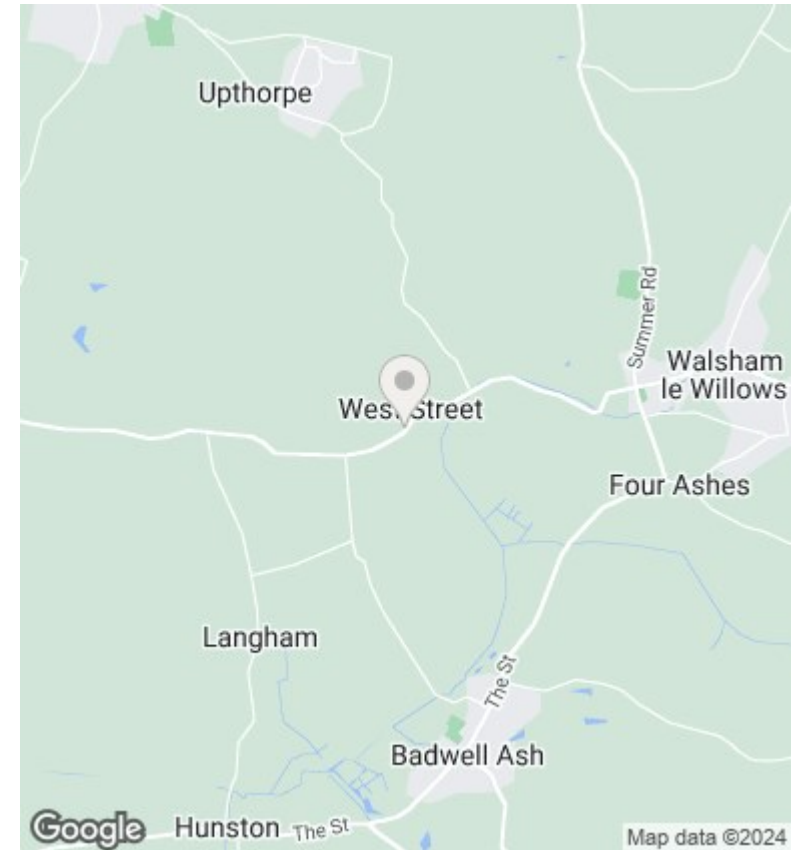 Upthorpe
Summer Rd
Walsham
le Willows
West Street
Four Ashes
Langham
The St
Badwell Ash
Hunston
The St
Google
Map data ©2024